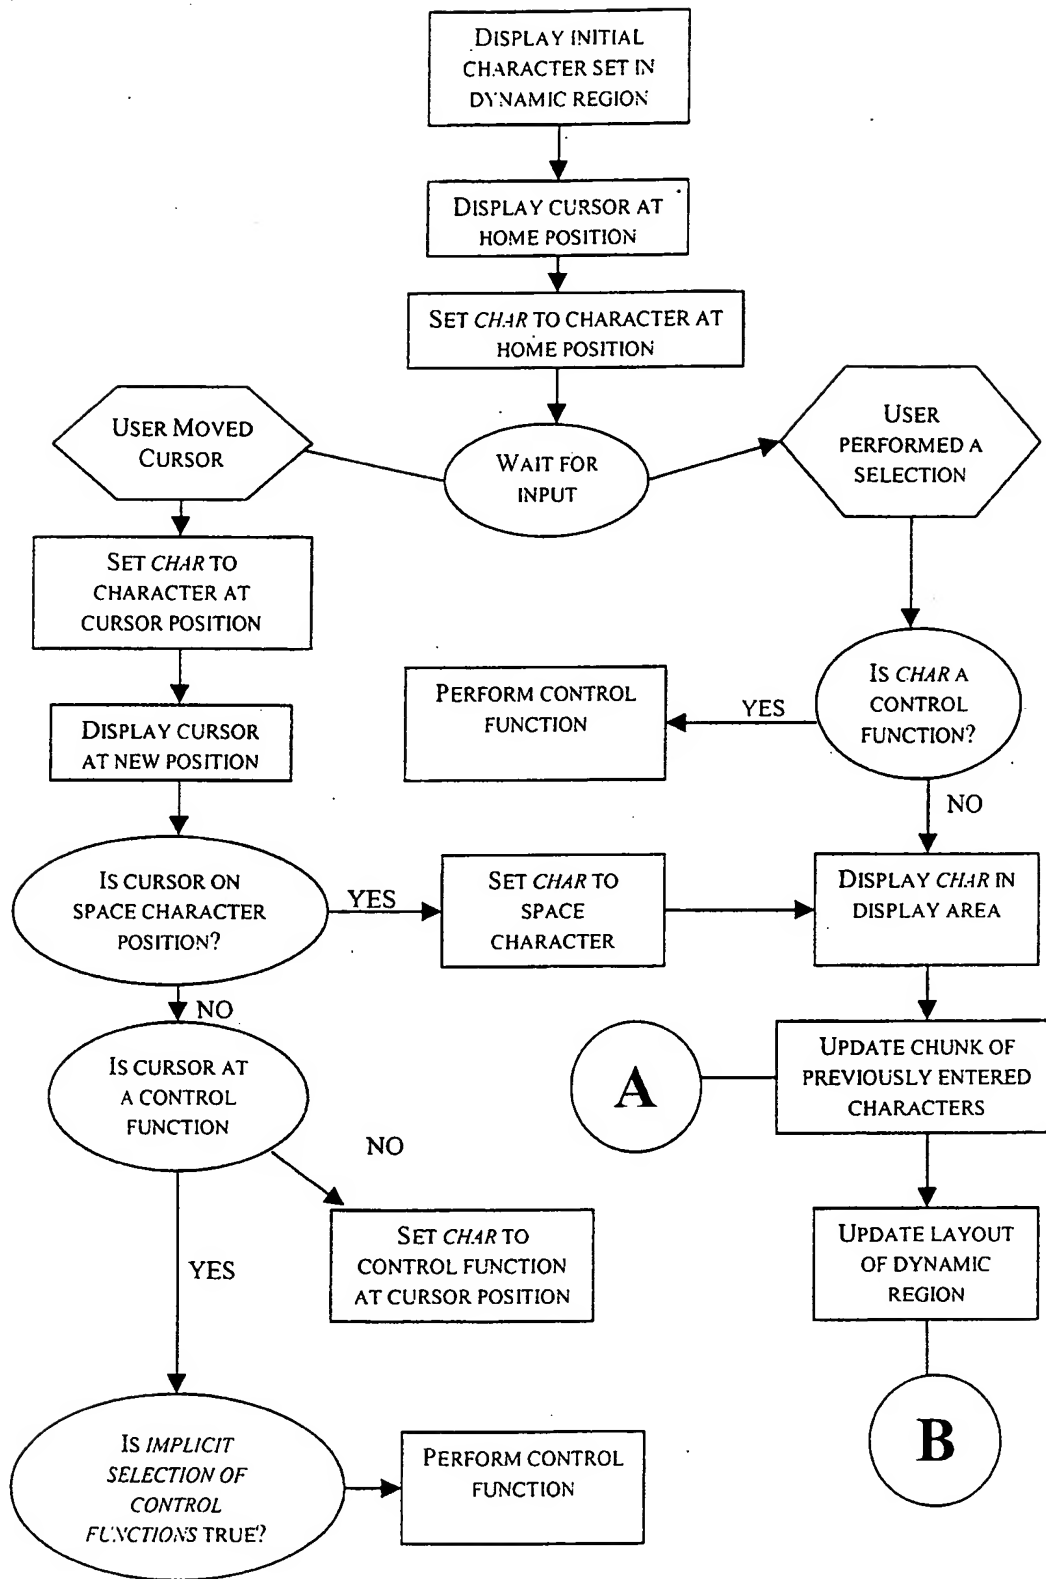 DISPLAY INITIAL
CHARACTER SET IN
DYNAMIC REGION
DISPLAY CURSOR AT
HOME POSITION
SET CHAR TO CHARACTER AT
HOME POSITION
USER MOVED
CURSOR
WAIT FOR
INPUT
USER
PERFORMED A
SELECTION
SET CHAR TO
CHARACTER AT
CURSOR POSITION
PERFORM CONTROL
FUNCTION
YES
IS CHAR A
CONTROL
FUNCTION?
DISPLAY CURSOR
AT NEW POSITION
NO
IS CURSOR ON
SPACE CHARACTER
POSITION?
YES
SET CHAR TO
SPACE
CHARACTER
DISPLAY CHAR IN
DISPLAY AREA
NO
IS CURSOR AT
A CONTROL
FUNCTION
A
UPDATE CHUNK OF
PREVIOUSLY ENTERED
CHARACTERS
NO
SET CHAR TO
CONTROL FUNCTION
AT CURSOR POSITION
UPDATE LAYOUT
OF DYNAMIC
REGION
YES
IS IMPLICIT
SELECTION OF
CONTROL
FUNCTIONS TRUE?
PERFORM CONTROL
FUNCTION
B